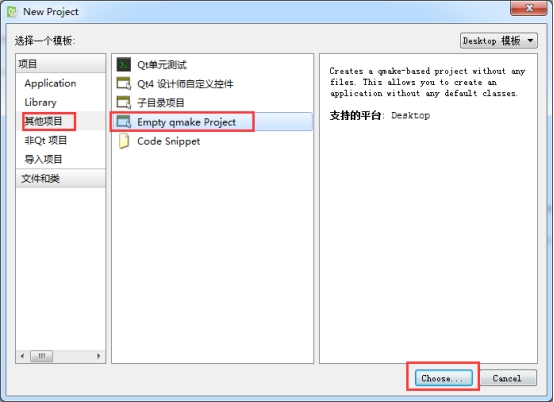 New Project
选择一个模板:
Desktop 模板
项目
Application
Library
其他项目
非Qt 项目
导入项目
文件和类
Qt单元测试
Qt4 设计师自定义控件
子目录项目
Empty qmake Project
Code Snippet
Creates a qmake-based project without any
files. This allows you to create an
application without any default classes.
支持的平台: Desktop
Choose...
Cancel